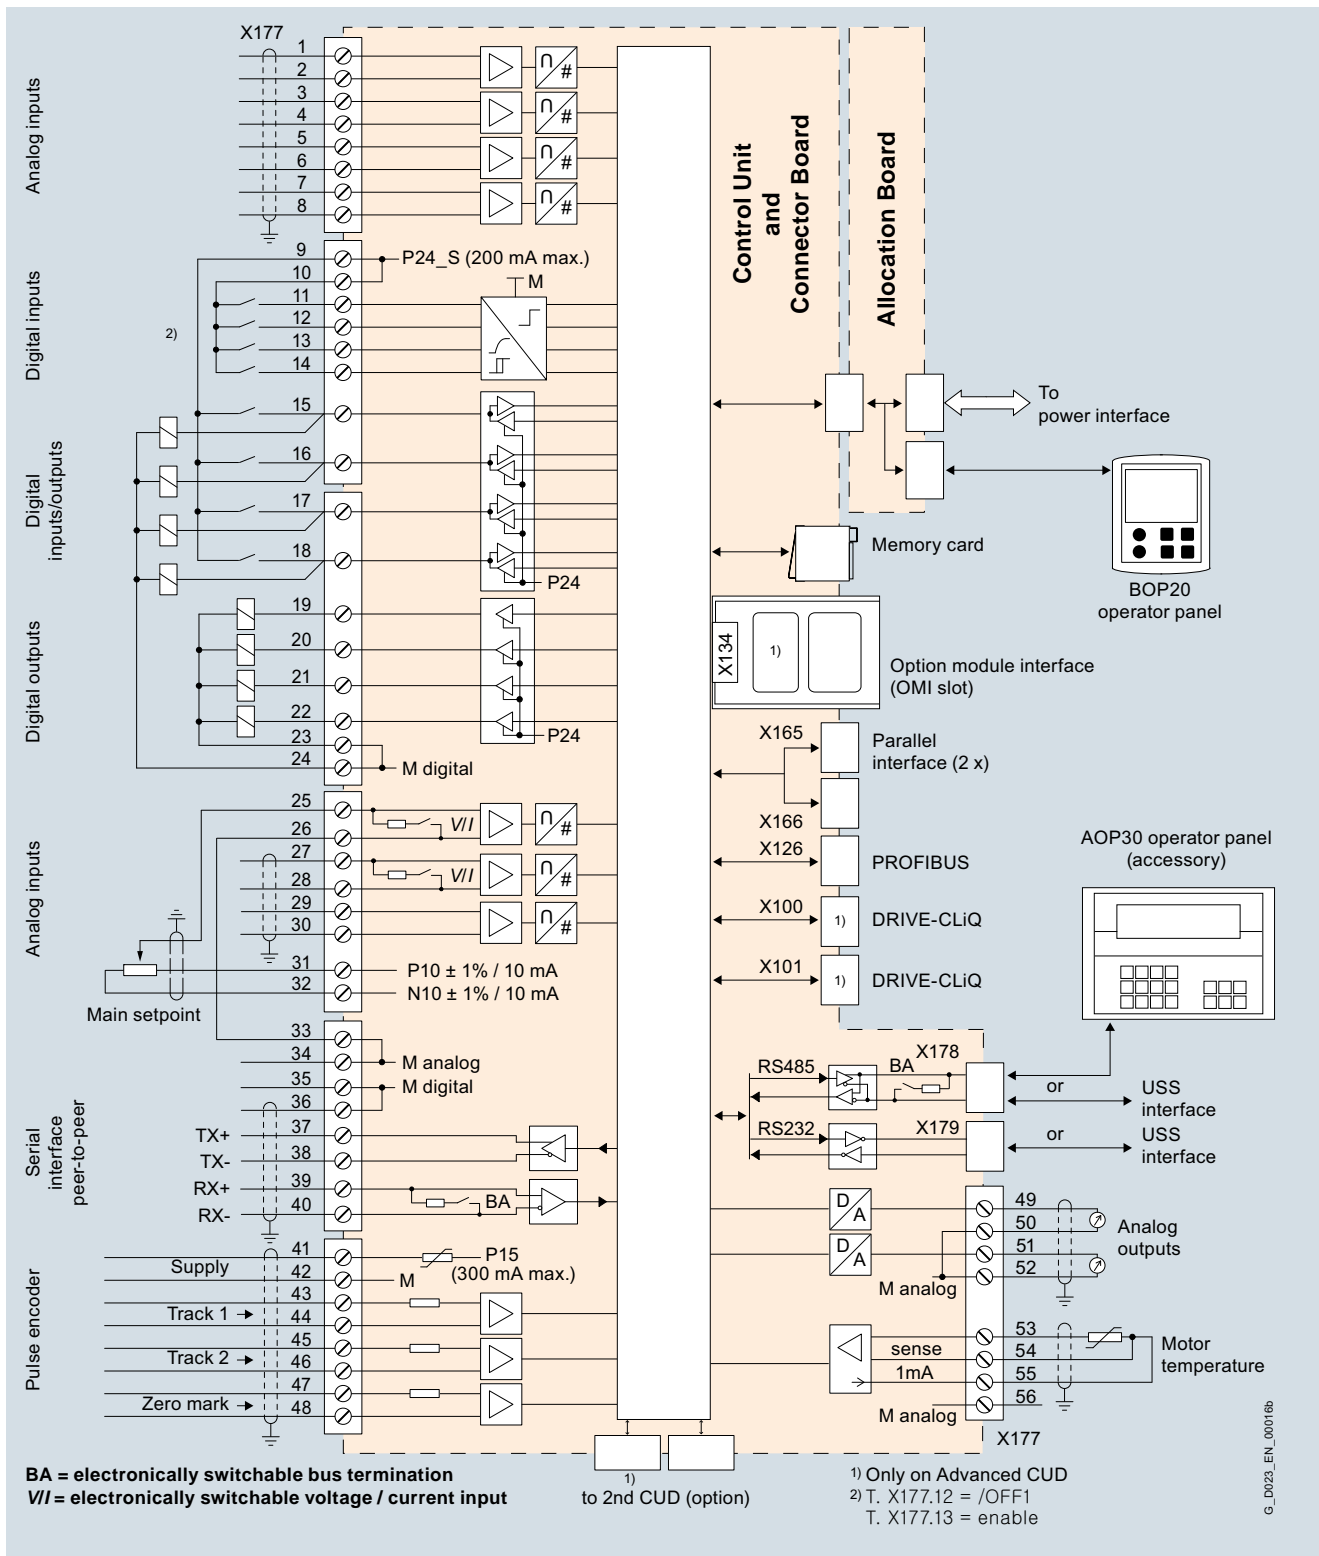 X177
Analog inputs
1
2
3
4
5
6
7
8
Digital inputs
2)
9
10
11
12
13
14
P24_S (200 mA max.)
M
Digital
inputs/outputs
15
16
17
18
P24
Digital outputs
19
20
21
22
23
24
P24
M digital
Analog inputs
25
26
27
28
29
30
31
32
V/I
V/I
P10 ± 1% / 10 mA
N10 ± 1% / 10 mA
Main setpoint
33
34
35
36
M analog
M digital
Serial
interface
peer-to-peer
TX+
TX-
RX+
RX-
37
38
39
40
BA
Pulse encoder
Supply
Track 1
Track 2
Zero mark
41
42
43
44
45
46
47
48
P15
(300 mA max.)
M
∩
#
∩
#
∩
#
∩
#
∩
#
∩
#
∩
#
Control Unit
and
Connector Board
Allocation Board
To
power interface
BOP20
operator panel
Memory card
X134
1)
Option module interface
(OMI slot)
X165
Parallel
interface (2 x)
X166
X126
PROFIBUS
X100
1)
DRIVE-CLiQ
X101
1)
DRIVE-CLiQ
AOP30 operator panel
(accessory)
RS485
BA
X178
or
USS
interface
RS232
X179
or
USS
interface
D
A
D
A
49
50
51
52
Analog
outputs
M analog
sense
1mA
53
54
55
56
Motor
temperature
M analog
X177
1)
to 2nd CUD (option)
BA = electronically switchable bus termination
V/I = electronically switchable voltage / current input
1) Only on Advanced CUD
2) T. X177.12 = /OFF1
T. X177.13 = enable
G_D023_EN_00016b